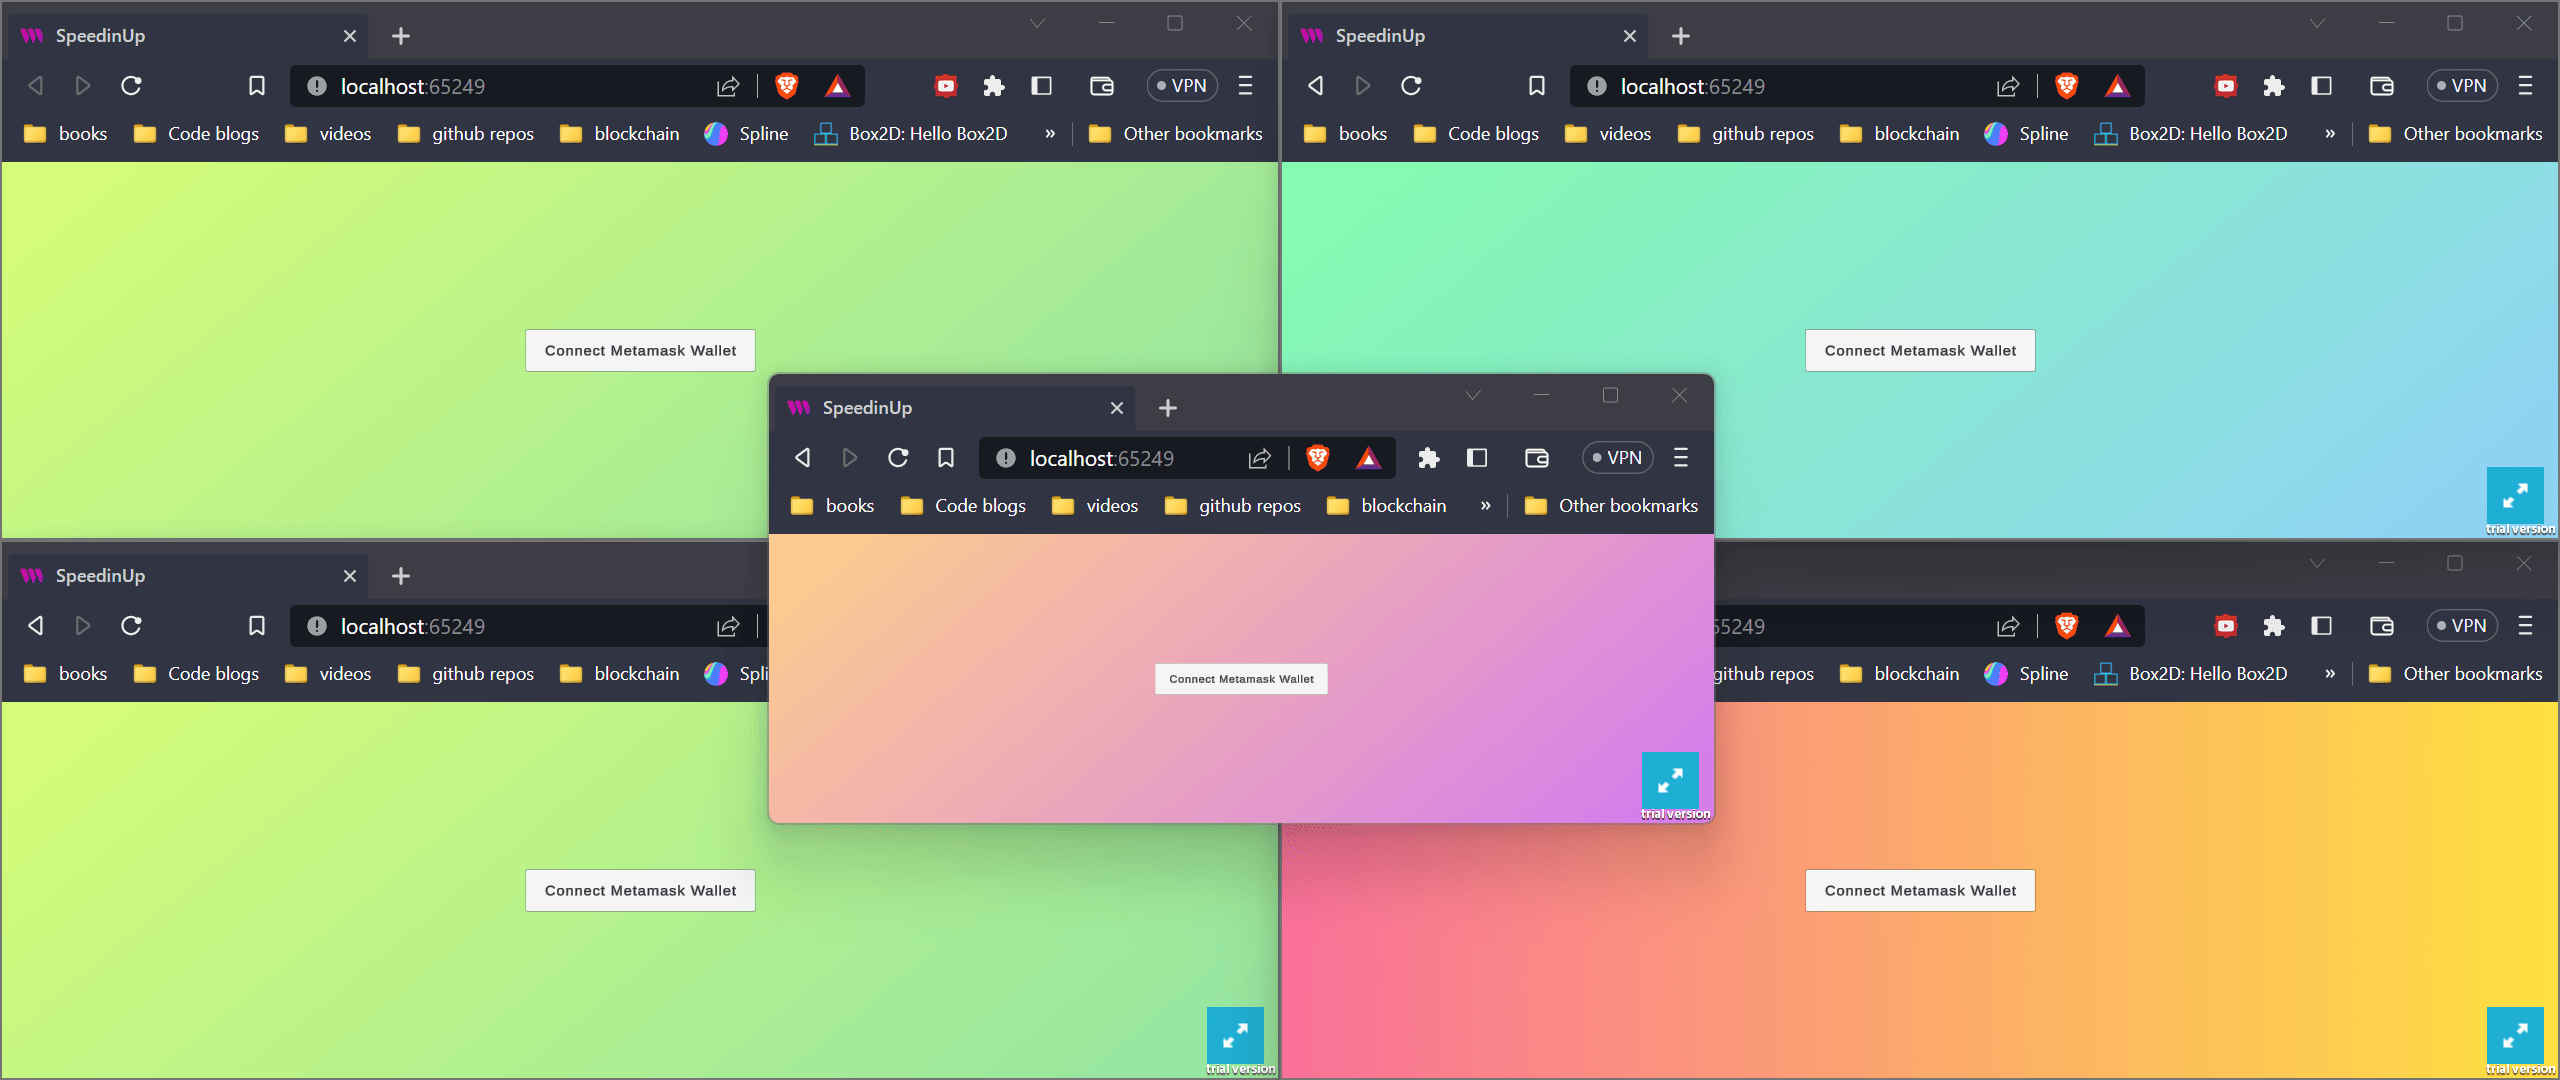 SpeedinUp
localhost:65249
VPN
books Code blogs videos github repos blockchain Spline Box2D: Hello Box2D » Other bookmarks
Connect Metamask Wallet
SpeedinUp
localhost:65249
VPN
books Code blogs videos github repos blockchain Spline Box2D: Hello Box2D » Other bookmarks
Connect Metamask Wallet
trial version
SpeedinUp
localhost:65249
VPN
books Code blogs videos github repos blockchain » Other bookmarks
Connect Metamask Wallet
trial version
SpeedinUp
localhost:65249
books Code blogs videos github repos blockchain Spli
Connect Metamask Wallet
trial version
65249
VPN
github repos blockchain Spline Box2D: Hello Box2D » Other bookmarks
Connect Metamask Wallet
trial version